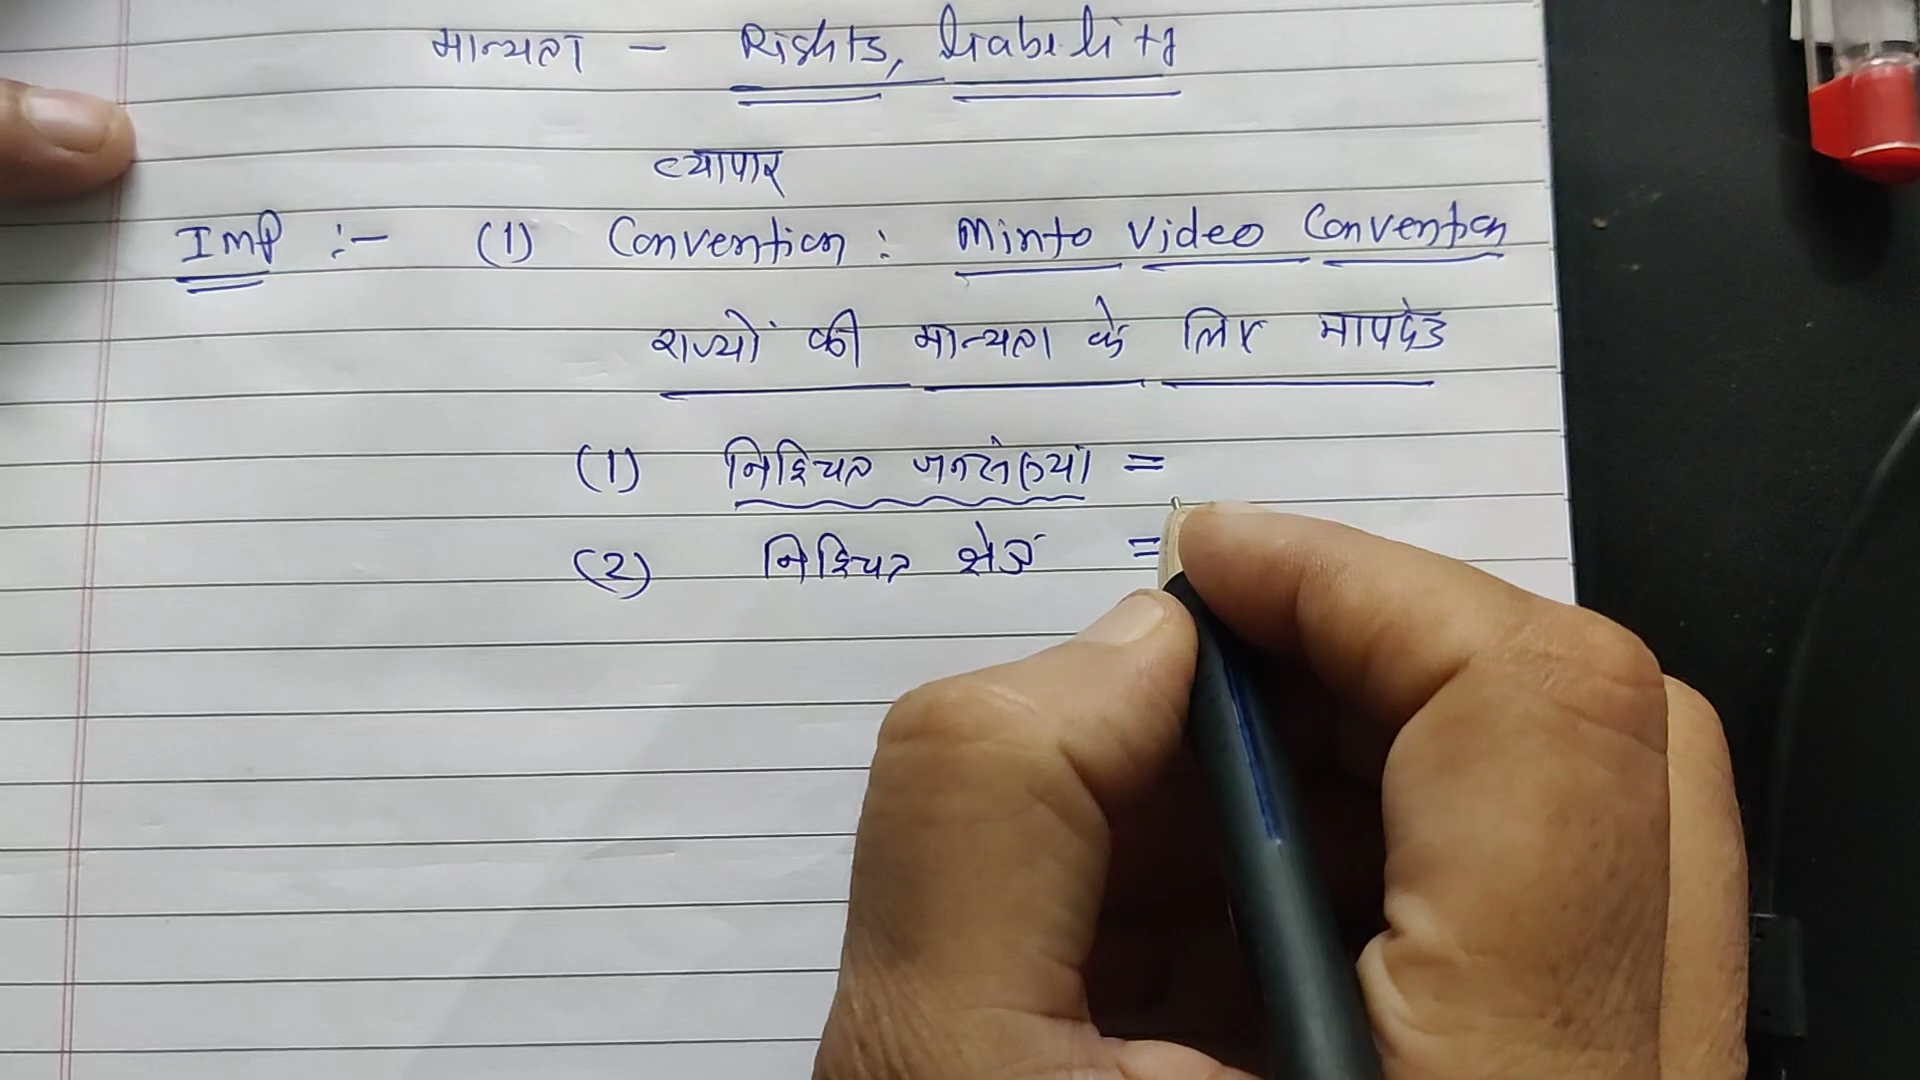 मान्यता – Rights, liability
व्यापार
Imp :- (1) Convention : Minto Video Convention
राज्यों की मान्यता के लिए मापदंड
(1) निश्चित जनसंख्या =
(2) निश्चित क्षेत्र =